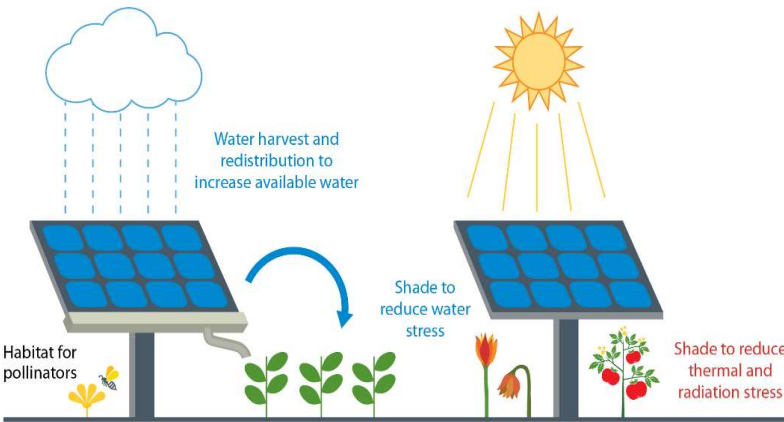 Water harvest and
redistribution to
increase available water
Shade to
reduce water
stress
Habitat for
pollinators
Shade to reduce
thermal and
radiation stress